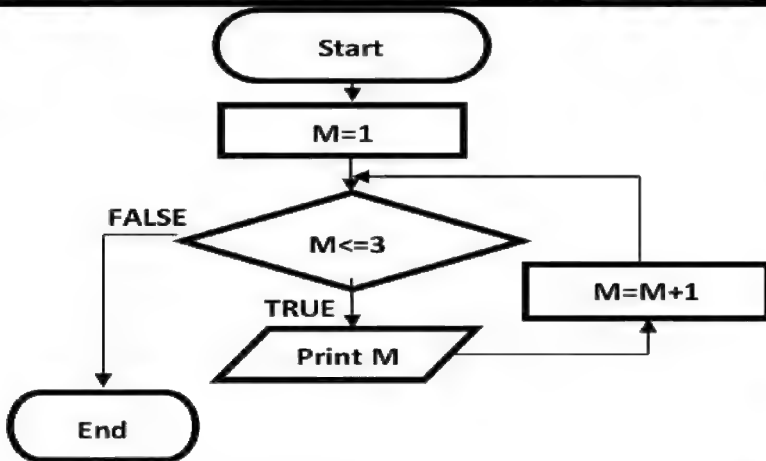 Start
M=1
FALSE
M<=3
M=M+1
TRUE
Print M
End